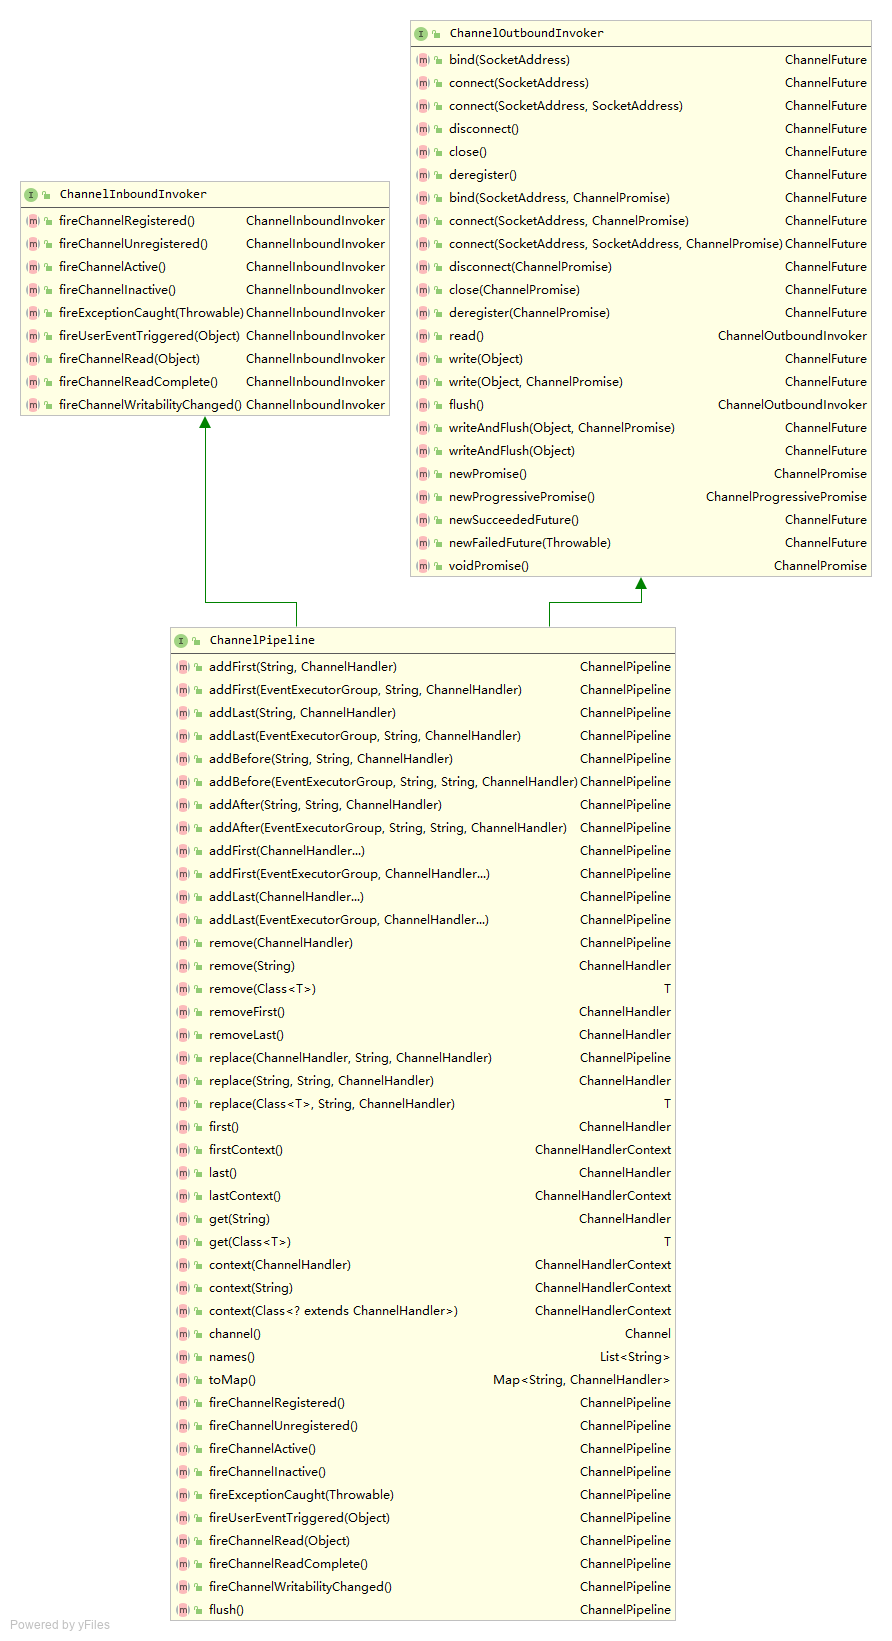 ChannelOutboundInvoker
bind(SocketAddress) ChannelFuture
connect(SocketAddress) ChannelFuture
connect(SocketAddress, SocketAddress) ChannelFuture
disconnect() ChannelFuture
close() ChannelFuture
deregister() ChannelFuture
bind(SocketAddress, ChannelPromise) ChannelFuture
connect(SocketAddress, ChannelPromise) ChannelFuture
connect(SocketAddress, SocketAddress, ChannelPromise) ChannelFuture
disconnect(ChannelPromise) ChannelFuture
close(ChannelPromise) ChannelFuture
deregister(ChannelPromise) ChannelFuture
read() ChannelOutboundInvoker
write(Object) ChannelFuture
write(Object, ChannelPromise) ChannelFuture
flush() ChannelOutboundInvoker
writeAndFlush(Object, ChannelPromise) ChannelFuture
writeAndFlush(Object) ChannelFuture
newPromise() ChannelPromise
newProgressivePromise() ChannelProgressivePromise
newSucceededFuture() ChannelFuture
newFailedFuture(Throwable) ChannelFuture
voidPromise() ChannelPromise
ChannelInboundInvoker
fireChannelRegistered() ChannelInboundInvoker
fireChannelUnregistered() ChannelInboundInvoker
fireChannelActive() ChannelInboundInvoker
fireChannelInactive() ChannelInboundInvoker
fireExceptionCaught(Throwable) ChannelInboundInvoker
fireUserEventTriggered(Object) ChannelInboundInvoker
fireChannelRead(Object) ChannelInboundInvoker
fireChannelReadComplete() ChannelInboundInvoker
fireChannelWritabilityChanged() ChannelInboundInvoker
ChannelPipeline
addFirst(String, ChannelHandler) ChannelPipeline
addFirst(EventExecutorGroup, String, ChannelHandler) ChannelPipeline
addLast(String, ChannelHandler) ChannelPipeline
addLast(EventExecutorGroup, String, ChannelHandler) ChannelPipeline
addBefore(String, String, ChannelHandler) ChannelPipeline
addBefore(EventExecutorGroup, String, String, ChannelHandler) ChannelPipeline
addAfter(String, String, ChannelHandler) ChannelPipeline
addAfter(EventExecutorGroup, String, String, ChannelHandler) ChannelPipeline
addFirst(ChannelHandler...) ChannelPipeline
addFirst(EventExecutorGroup, ChannelHandler...) ChannelPipeline
addLast(ChannelHandler...) ChannelPipeline
addLast(EventExecutorGroup, ChannelHandler...) ChannelPipeline
remove(ChannelHandler) ChannelPipeline
remove(String) ChannelHandler
remove(Class<T>) T
removeFirst() ChannelHandler
removeLast() ChannelHandler
replace(ChannelHandler, String, ChannelHandler) ChannelPipeline
replace(String, String, ChannelHandler) ChannelHandler
replace(Class<T>, String, ChannelHandler) T
first() ChannelHandler
firstContext() ChannelHandlerContext
last() ChannelHandler
lastContext() ChannelHandlerContext
get(String) ChannelHandler
get(Class<T>) T
context(ChannelHandler) ChannelHandlerContext
context(String) ChannelHandlerContext
context(Class<? extends ChannelHandler>) ChannelHandlerContext
channel() Channel
names() List<String>
toMap() Map<String, ChannelHandler>
fireChannelRegistered() ChannelPipeline
fireChannelUnregistered() ChannelPipeline
fireChannelActive() ChannelPipeline
fireChannelInactive() ChannelPipeline
fireExceptionCaught(Throwable) ChannelPipeline
fireUserEventTriggered(Object) ChannelPipeline
fireChannelRead(Object) ChannelPipeline
fireChannelReadComplete() ChannelPipeline
fireChannelWritabilityChanged() ChannelPipeline
flush() ChannelPipeline
Powered by yFiles